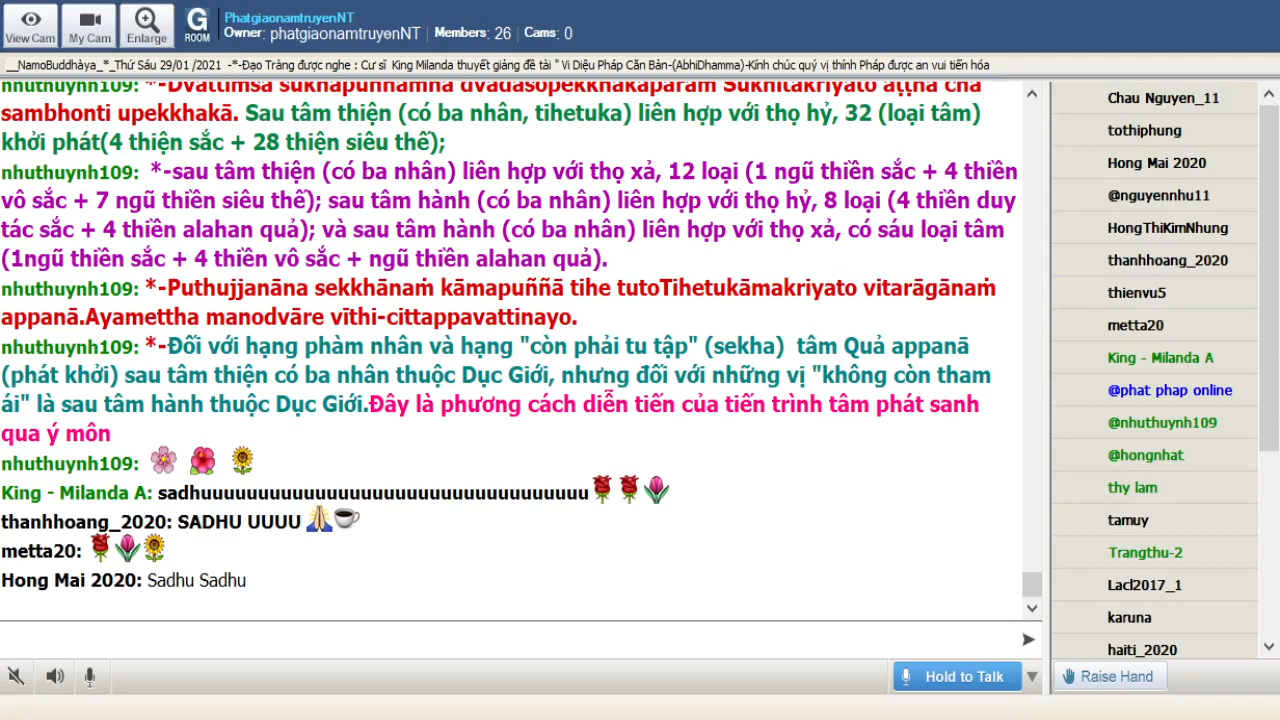 PhatgiaonamtruyenNT
Owner: phatgiaonamtruyenNT | Members: 26 | Cams: 0
View Cam
My Cam
Enlarge
G ROOM
__NamoBuddhàya_*_Thứ Sáu 29/01 /2021 -*-Đạo Tràng được nghe : Cư sĩ King Milanda thuyết giảng đề tài " Vi Diệu Pháp Căn Bản-(AbhiDhamma)-Kính chúc quý vị thính Pháp được an vui tiến hóa
nhuthuynh109: *-Dvattimsa sukhapuññamhā dvādasopekkhakāparam Sukhitakriyato aṭṭha cha
sambhonti upekkhakā. Sau tâm thiện (có ba nhân, tihetuka) liên hợp với thọ hỷ, 32 (loại tâm)
khởi phát(4 thiện sắc + 28 thiện siêu thế);
nhuthuynh109: *-sau tâm thiện (có ba nhân) liên hợp với thọ xả, 12 loại (1 ngũ thiền sắc + 4 thiền
vô sắc + 7 ngũ thiền siêu thế); sau tâm hành (có ba nhân) liên hợp với thọ hỷ, 8 loại (4 thiền duy
tác sắc + 4 thiền alahan quả); và sau tâm hành (có ba nhân) liên hợp với thọ xả, có sáu loại tâm
(1ngũ thiền sắc + 4 thiền vô sắc + ngũ thiền alahan quả).
nhuthuynh109: *-Puthujjanāna sekkhānaṁ kāmapuññā tihe tutoTihetukāmakriyato vitarāgānaṁ
appanā.Ayamettha manodvāre vīthi-cittappavattinayo.
nhuthuynh109: *-Đối với hạng phàm nhân và hạng "còn phải tu tập" (sekha) tâm Quả appanā
(phát khởi) sau tâm thiện có ba nhân thuộc Dục Giới, nhưng đối với những vị "không còn tham
ái" là sau tâm hành thuộc Dục Giới.Đây là phương cách diễn tiến của tiến trình tâm phát sanh
qua ý môn
nhuthuynh109:
King - Milanda A: sadhuuuuuuuuuuuuuuuuuuuuuuuuuuuuuuuuuu
thanhhoang_2020: SADHU UUUU
metta20:
Hong Mai 2020: Sadhu Sadhu
Chau Nguyen_11
tothiphung
Hong Mai 2020
@nguyennhu11
HongThiKimNhung
thanhhoang_2020
thienvu5
metta20
King - Milanda A
@phat phap online
@nhuthuynh109
@hongnhat
thy lam
tamuy
Trangthu-2
Lacl2017_1
karuna
haiti_2020
Hold to Talk
Raise Hand